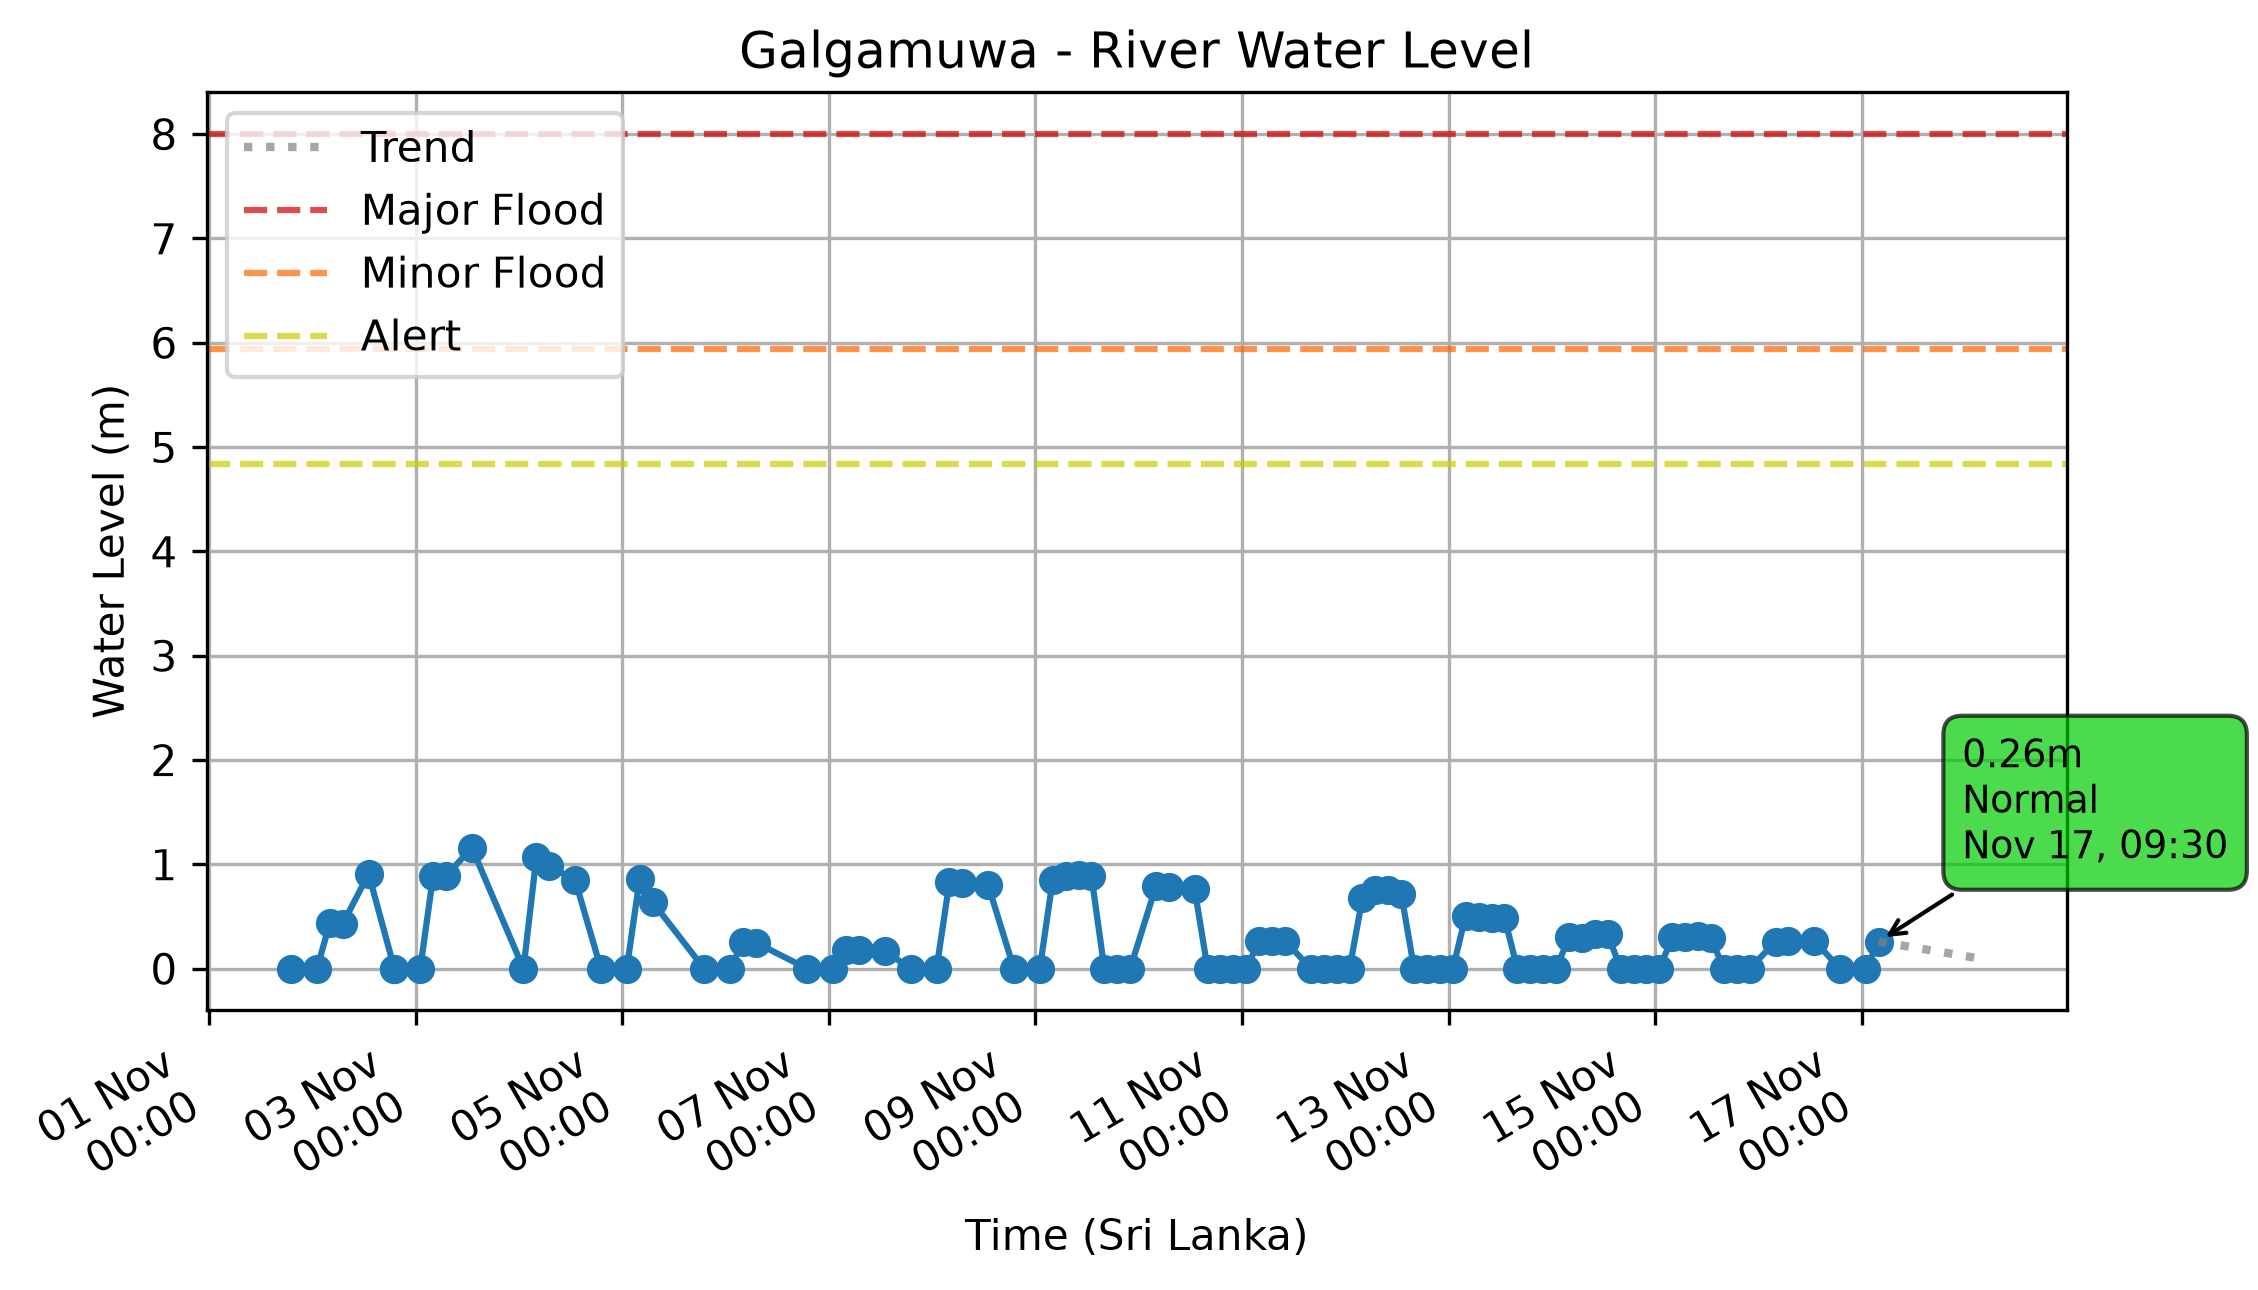 Galgamuwa - River Water Level
Trend
Major Flood
Minor Flood
Alert
Water Level (m)
8
7
6
5
4
3
2
1
0
0.26m
Normal
Nov 17, 09:30
01 Nov
00:00
03 Nov
00:00
05 Nov
00:00
07 Nov
00:00
09 Nov
00:00
11 Nov
00:00
13 Nov
00:00
15 Nov
00:00
17 Nov
00:00
Time (Sri Lanka)